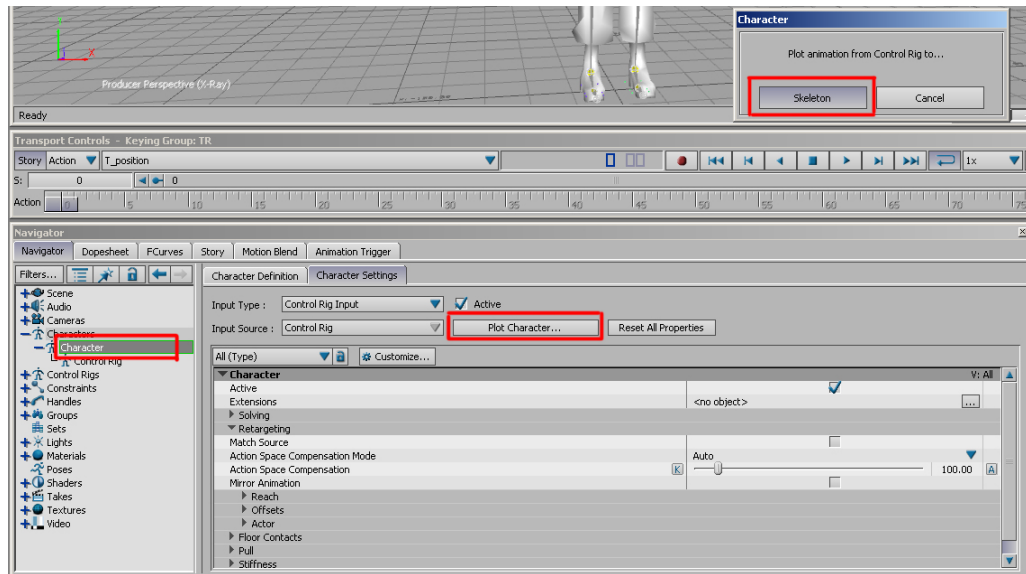 Character
Plot animation from Control Rig to...
Skeleton Cancel
Producer Perspective (X-Ray)
Ready
Transport Controls - Keying Group: TR
Story Action T_position 1x
S: 0 0
Action 0 5 10 15 20 25 30 35 40 45 50 55 60 65 70 75
Navigator
Navigator Dopesheet FCurves Story Motion Blend Animation Trigger
Filters... Character Definition Character Settings
Scene
Audio
Cameras
Characters
Character
Control Rig
Control Rigs
Constraints
Handles
Groups
Sets
Lights
Materials
Poses
Shaders
Takes
Textures
Video
Input Type : Control Rig Input Active
Input Source : Control Rig Plot Character... Reset All Properties
All (Type) Customize...
Character V: All
Active
Extensions <no object> ...
Solving
Retargeting
Match Source
Action Space Compensation Mode Auto
Action Space Compensation K 100.00 A
Mirror Animation
Reach
Offsets
Actor
Floor Contacts
Pull
Stiffness